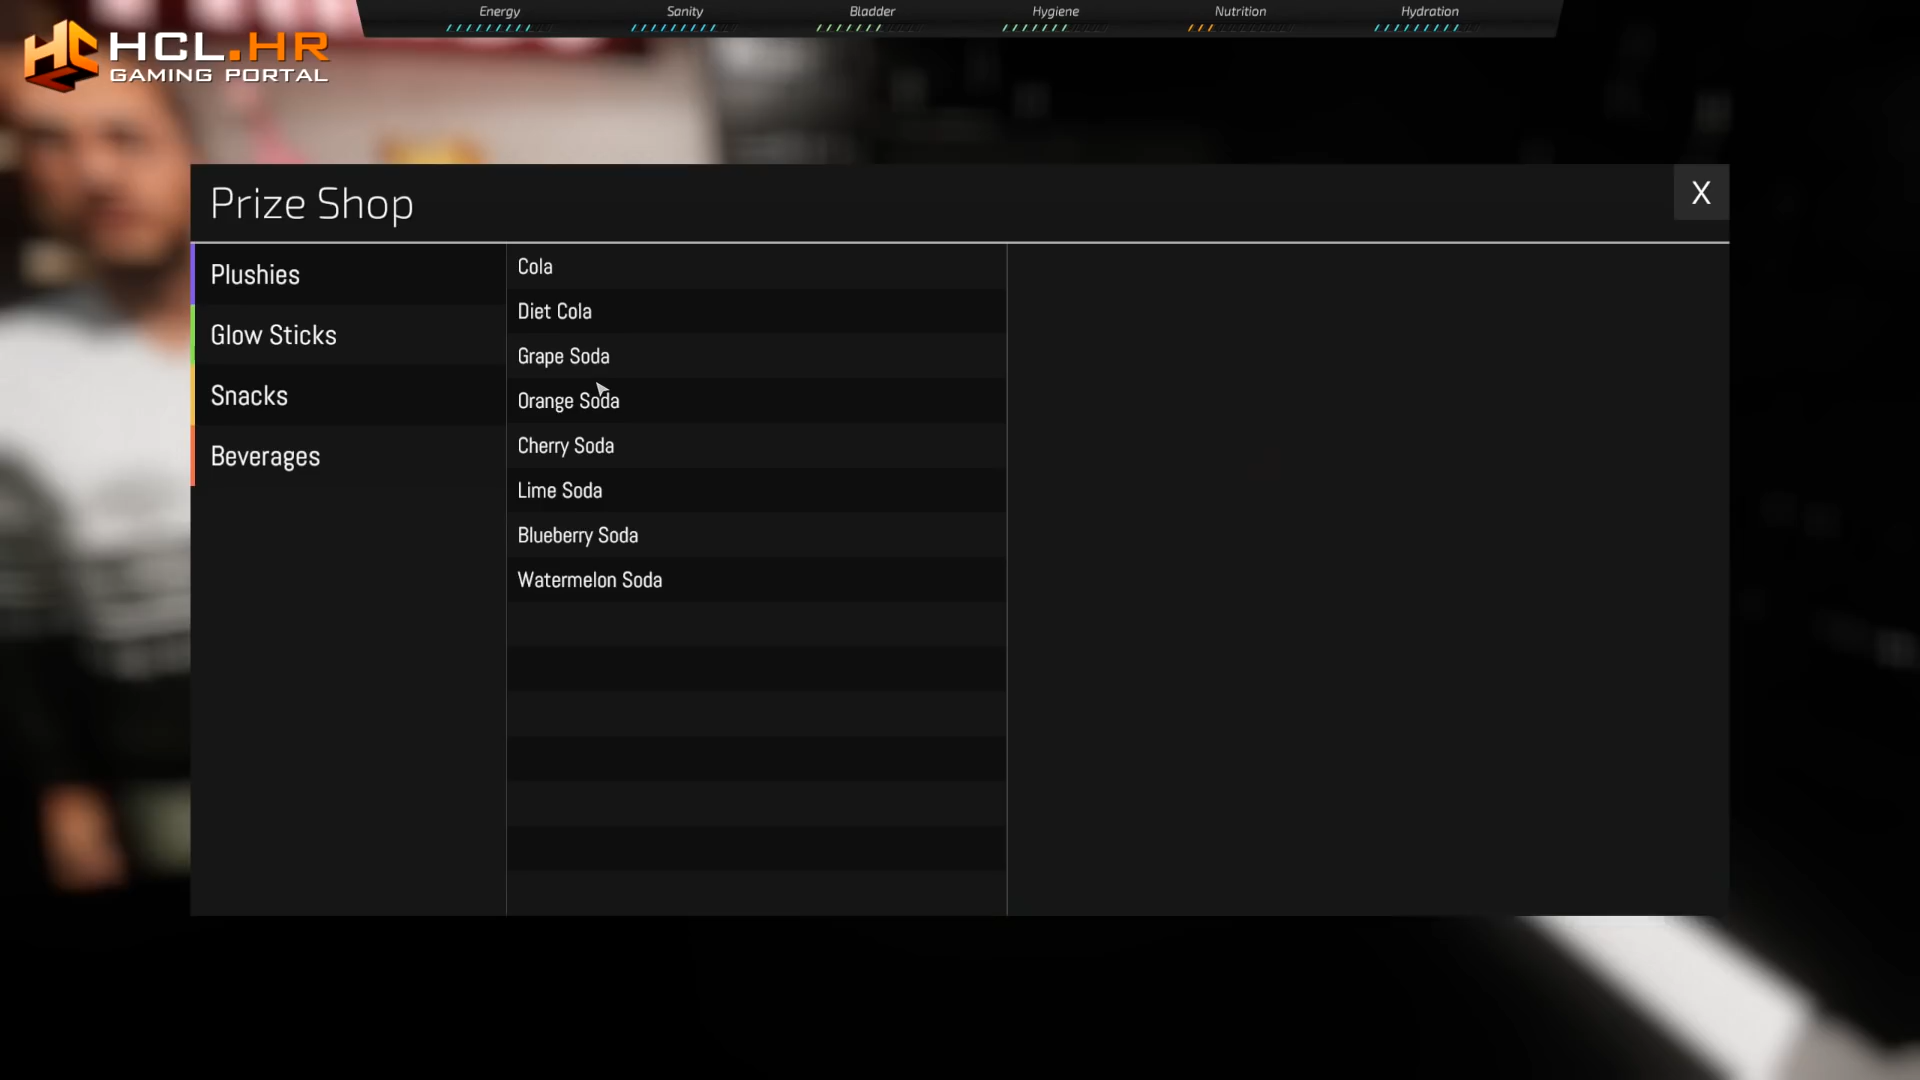 Energy
Sanity
Bladder
Hygiene
Nutrition
Hydration
HCL.HR
GAMING PORTAL
Prize Shop
X
Plushies
Glow Sticks
Snacks
Beverages
Cola
Diet Cola
Grape Soda
Orange Soda
Cherry Soda
Lime Soda
Blueberry Soda
Watermelon Soda